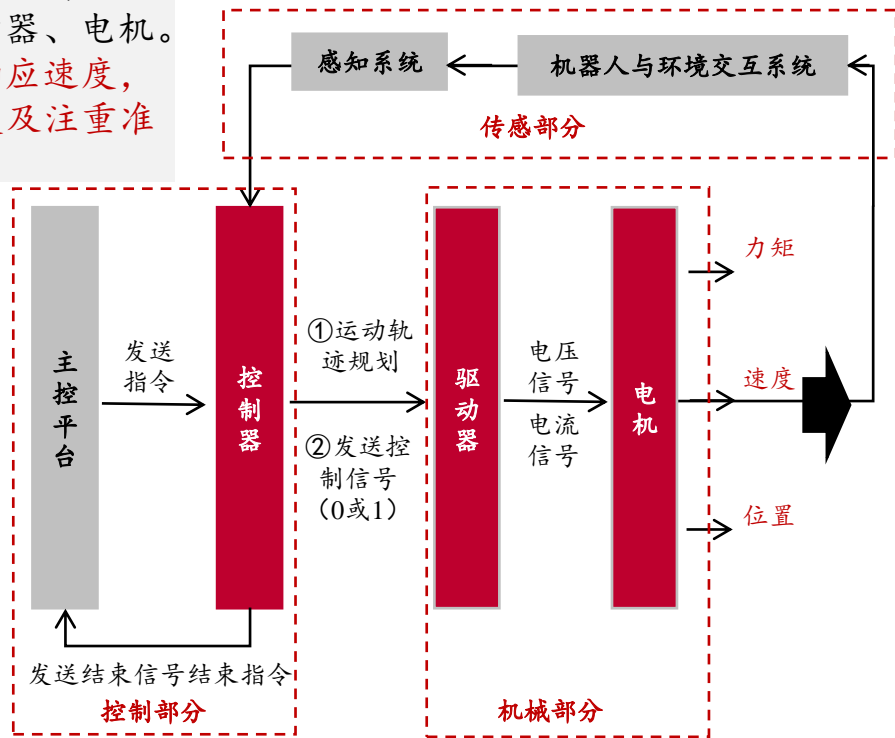 器、电机。
应速度,
及注重准
感知系统
机器人与环境交互系统
传感部分
主控平台
发送
指令
控制器
①运动轨
迹规划
②发送控
制信号
（0或1）
驱动器
电压
信号
电流
信号
电机
力矩
速度
位置
发送结束信号结束指令
控制部分
机械部分